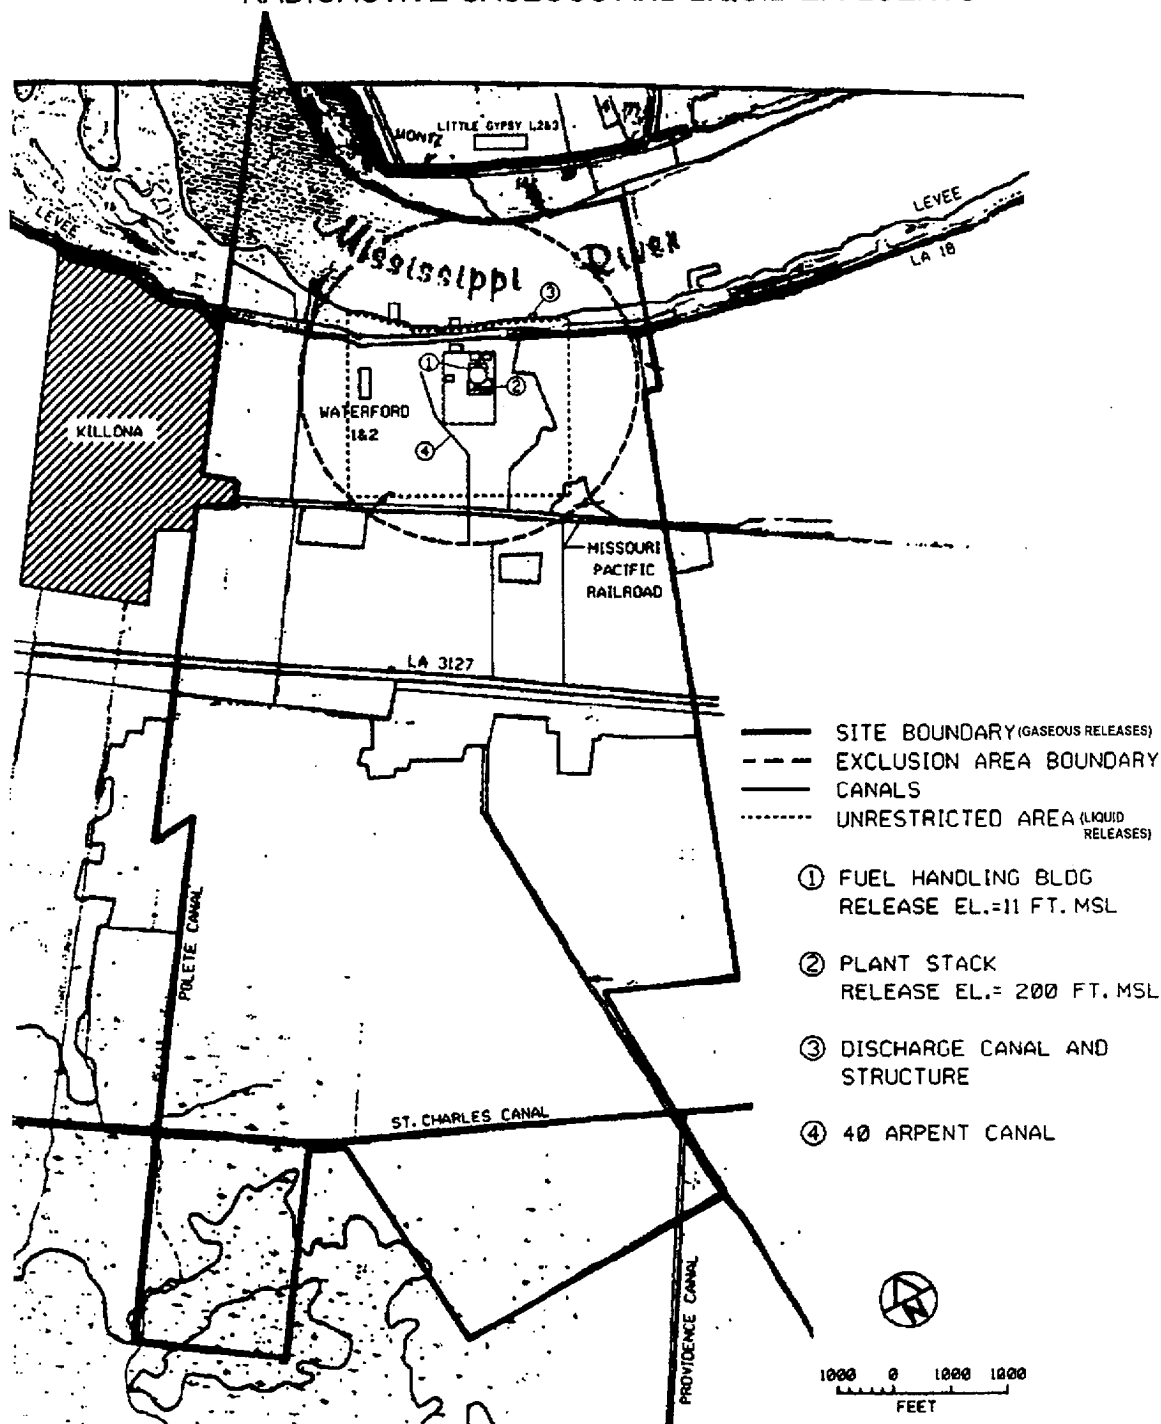 RADIOACTIVE GASEOUS AND LIQUID EFFLUENTS
LITTLE GYPSY 1,2&3
MONTZ
LEVEE
Mississippi River
LEVEE
LA 18
3
1
2
WATERFORD
1&2
KILLONA
4
MISSOURI
PACIFIC
RAILROAD
LA 3127
SITE BOUNDARY (GASEOUS RELEASES)
EXCLUSION AREA BOUNDARY
CANALS
UNRESTRICTED AREA (LIQUID
RELEASES)
1 FUEL HANDLING BLDG
RELEASE EL.=11 FT. MSL
2 PLANT STACK
RELEASE EL.= 200 FT. MSL
3 DISCHARGE CANAL AND
STRUCTURE
4 40 ARPENT CANAL
POLETE CANAL
ST. CHARLES CANAL
PROVIDENCE CANAL
N
1000 0 1000 1000
FEET